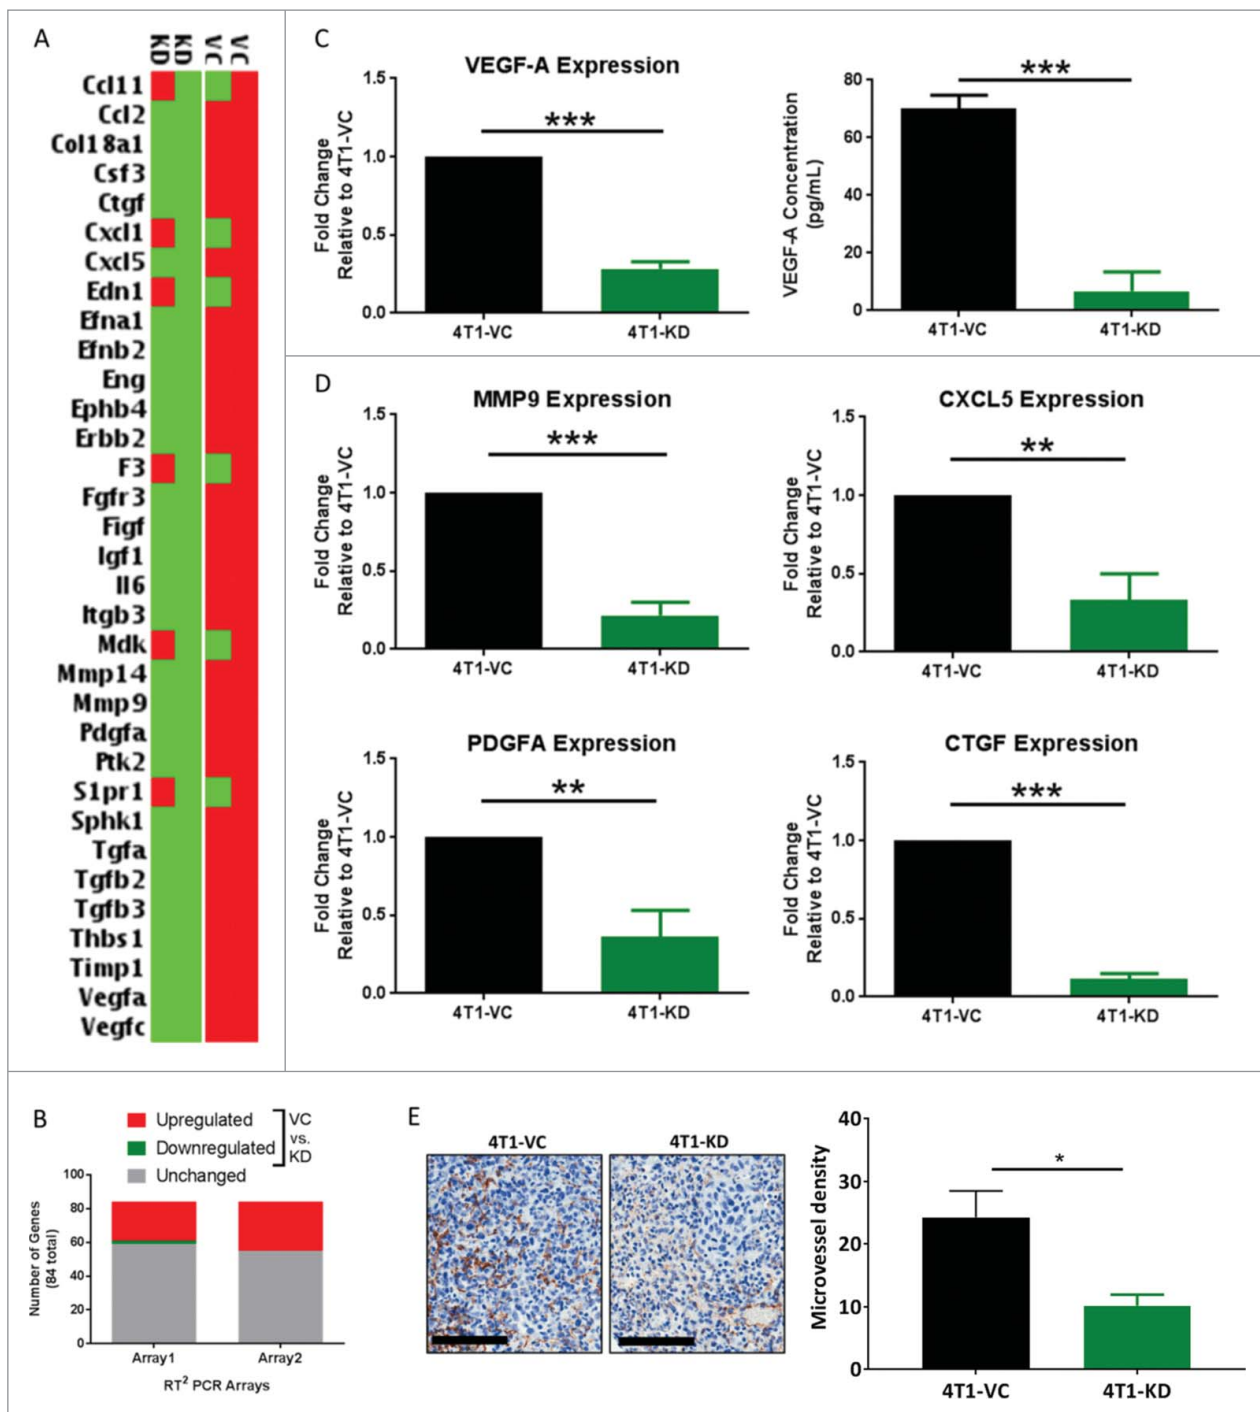 A
KD
KD
VC
VC
Ccl11
Ccl2
Col18a1
Csf3
Ctgf
Cxcl1
Cxcl5
Edn1
Efna1
Efnb2
Eng
Ephb4
Erbb2
F3
Fgfr3
Figf
Igf1
Il6
Itgb3
Mdk
Mmp14
Mmp9
Pdgfa
Ptk2
S1pr1
Sphk1
Tgfa
Tgfb2
Tgfb3
Thbs1
Timp1
Vegfa
Vegfc
B
Upregulated
Downregulated
Unchanged
VC
vs.
KD
Number of Genes
(84 total)
100
80
60
40
20
0
Array1
Array2
RT² PCR Arrays
C
VEGF-A Expression
Fold Change
Relative to 4T1-VC
1.5
1.0
0.5
0.0
***
4T1-VC
4T1-KD
VEGF-A Concentration
(pg/mL)
80
60
40
20
0
***
4T1-VC
4T1-KD
D
MMP9 Expression
Fold Change
Relative to 4T1-VC
1.5
1.0
0.5
0.0
***
4T1-VC
4T1-KD
CXCL5 Expression
Fold Change
Relative to 4T1-VC
1.5
1.0
0.5
0.0
**
4T1-VC
4T1-KD
PDGFA Expression
Fold Change
Relative to 4T1-VC
1.5
1.0
0.5
0.0
**
4T1-VC
4T1-KD
CTGF Expression
Fold Change
Relative to 4T1-VC
1.5
1.0
0.5
0.0
***
4T1-VC
4T1-KD
E
4T1-VC
4T1-KD
Microvessel density
40
30
20
10
0
*
4T1-VC
4T1-KD